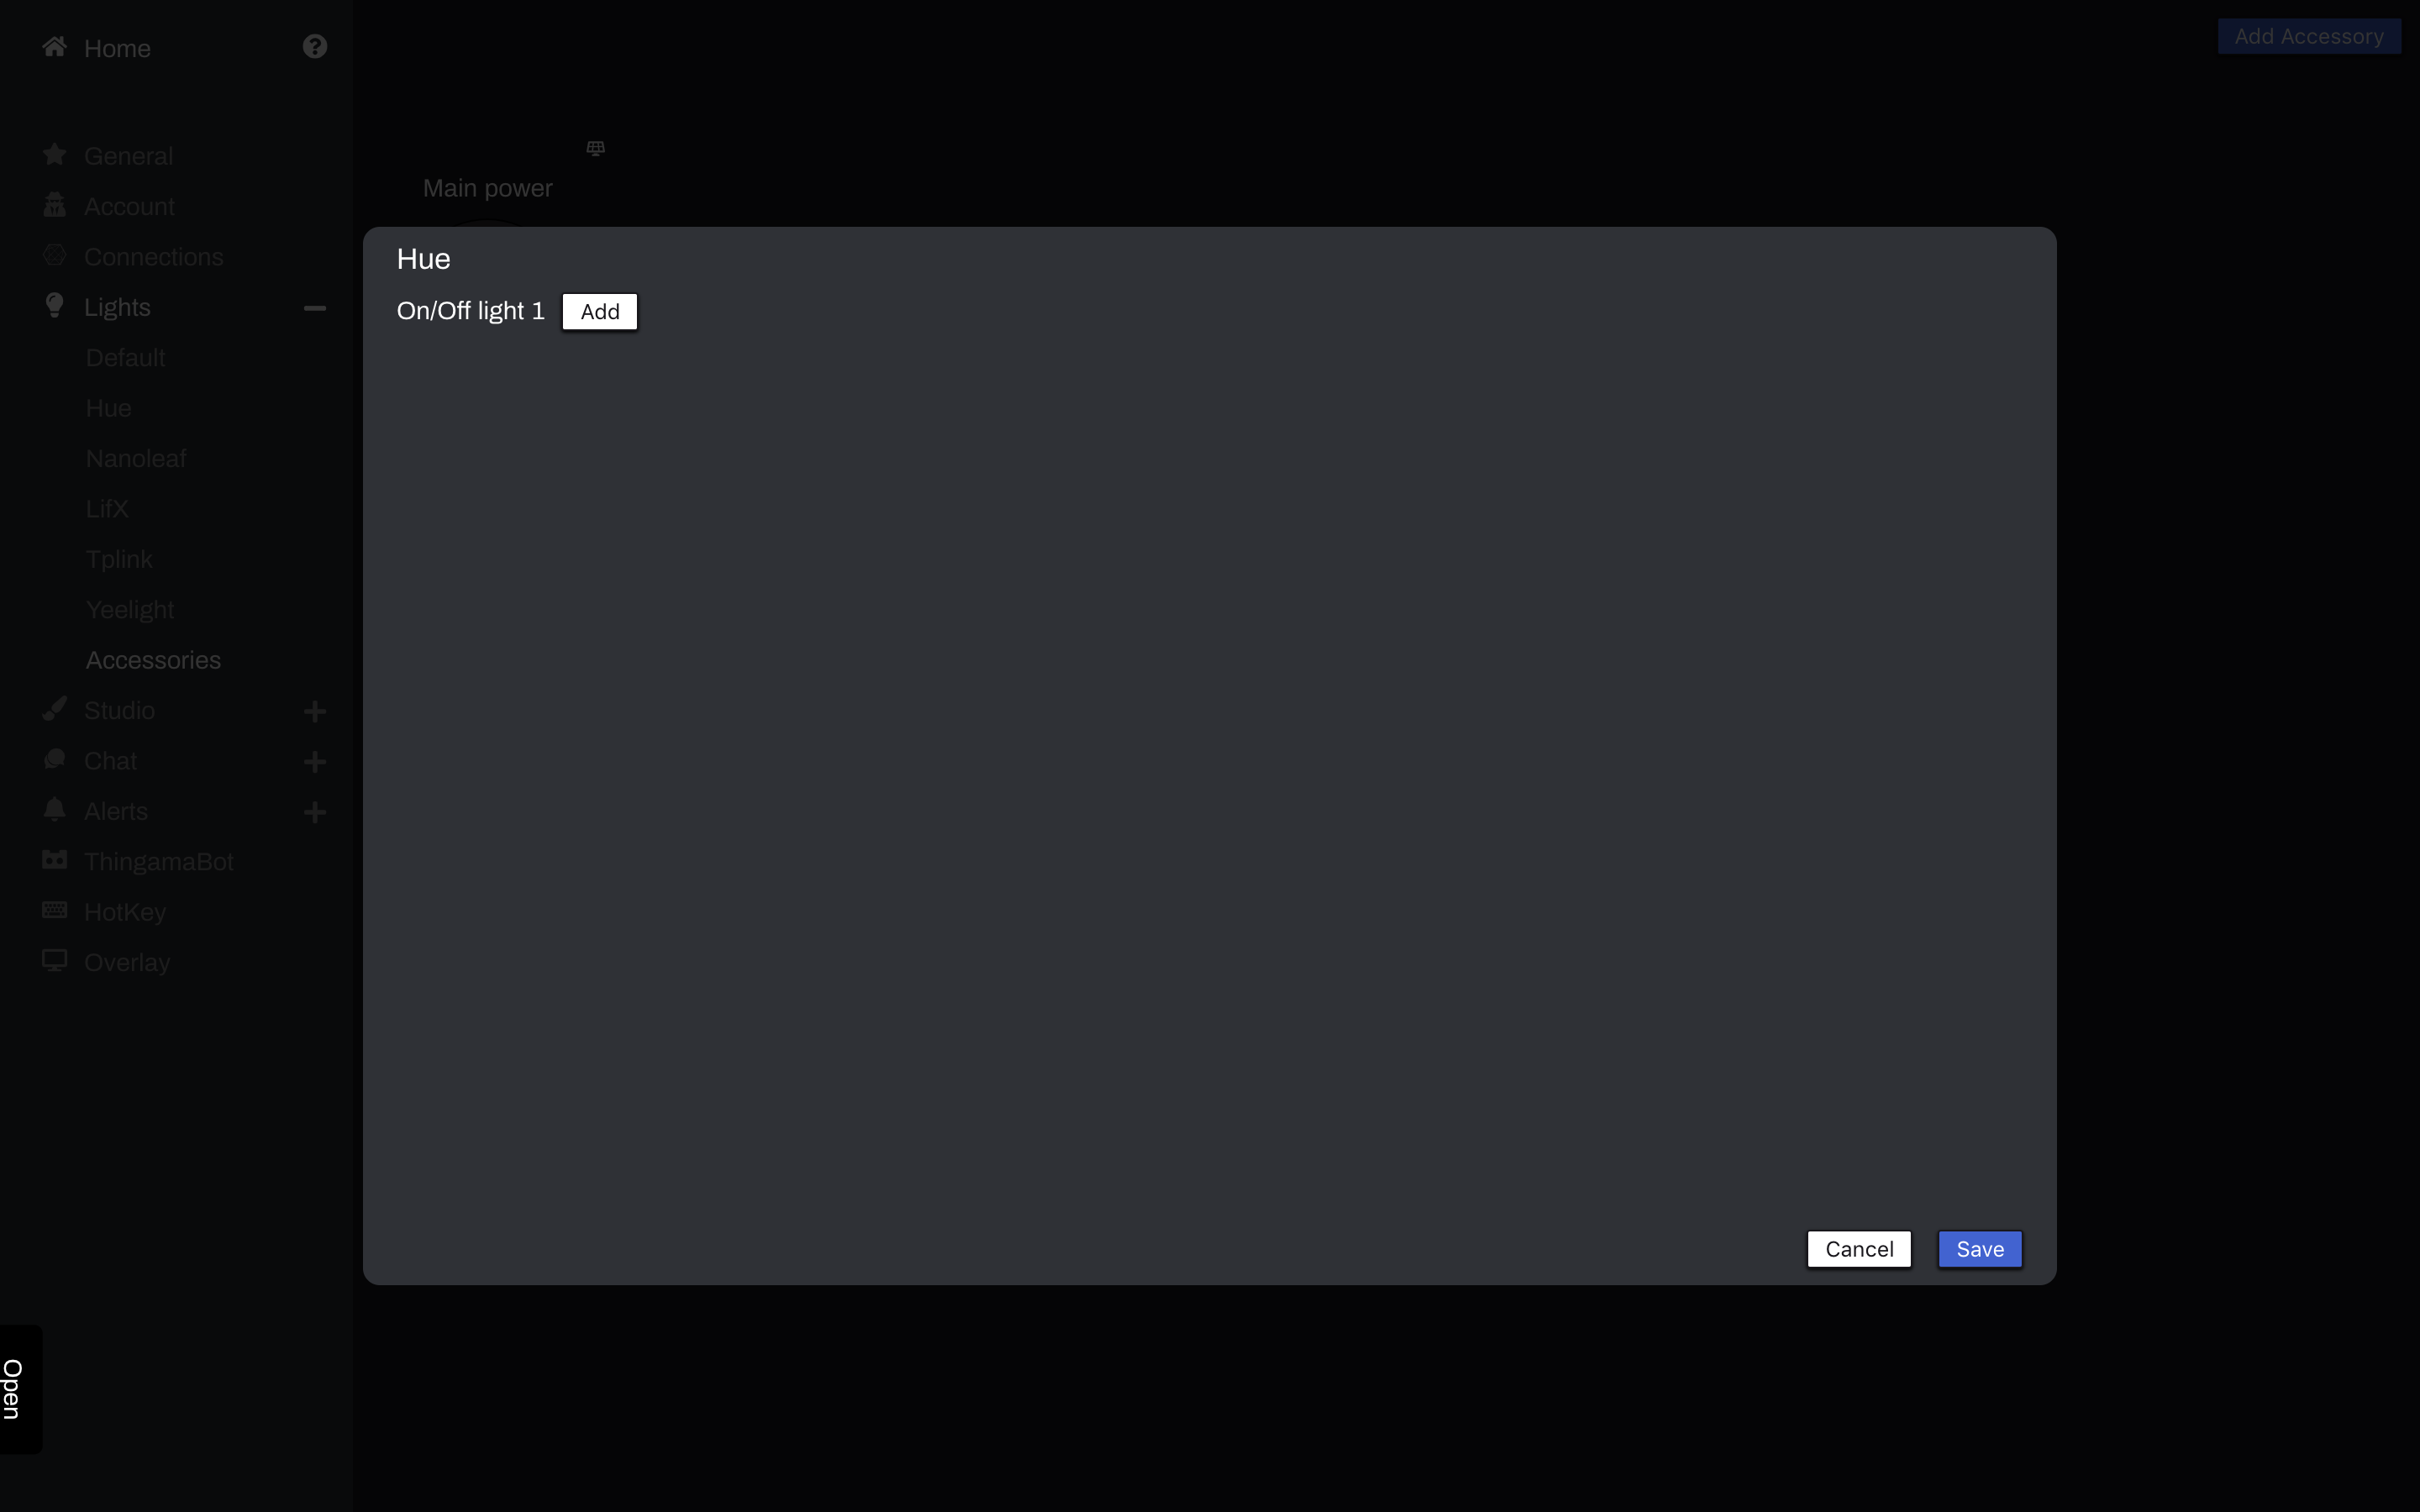 Home
Add Accessory
General
Account
Connections
Lights
Default
Hue
Nanoleaf
LifX
Tplink
Yeelight
Accessories
Studio
Chat
Alerts
ThingamaBot
HotKey
Overlay
Open
Main power
Hue
On/Off light 1 Add
Cancel Save